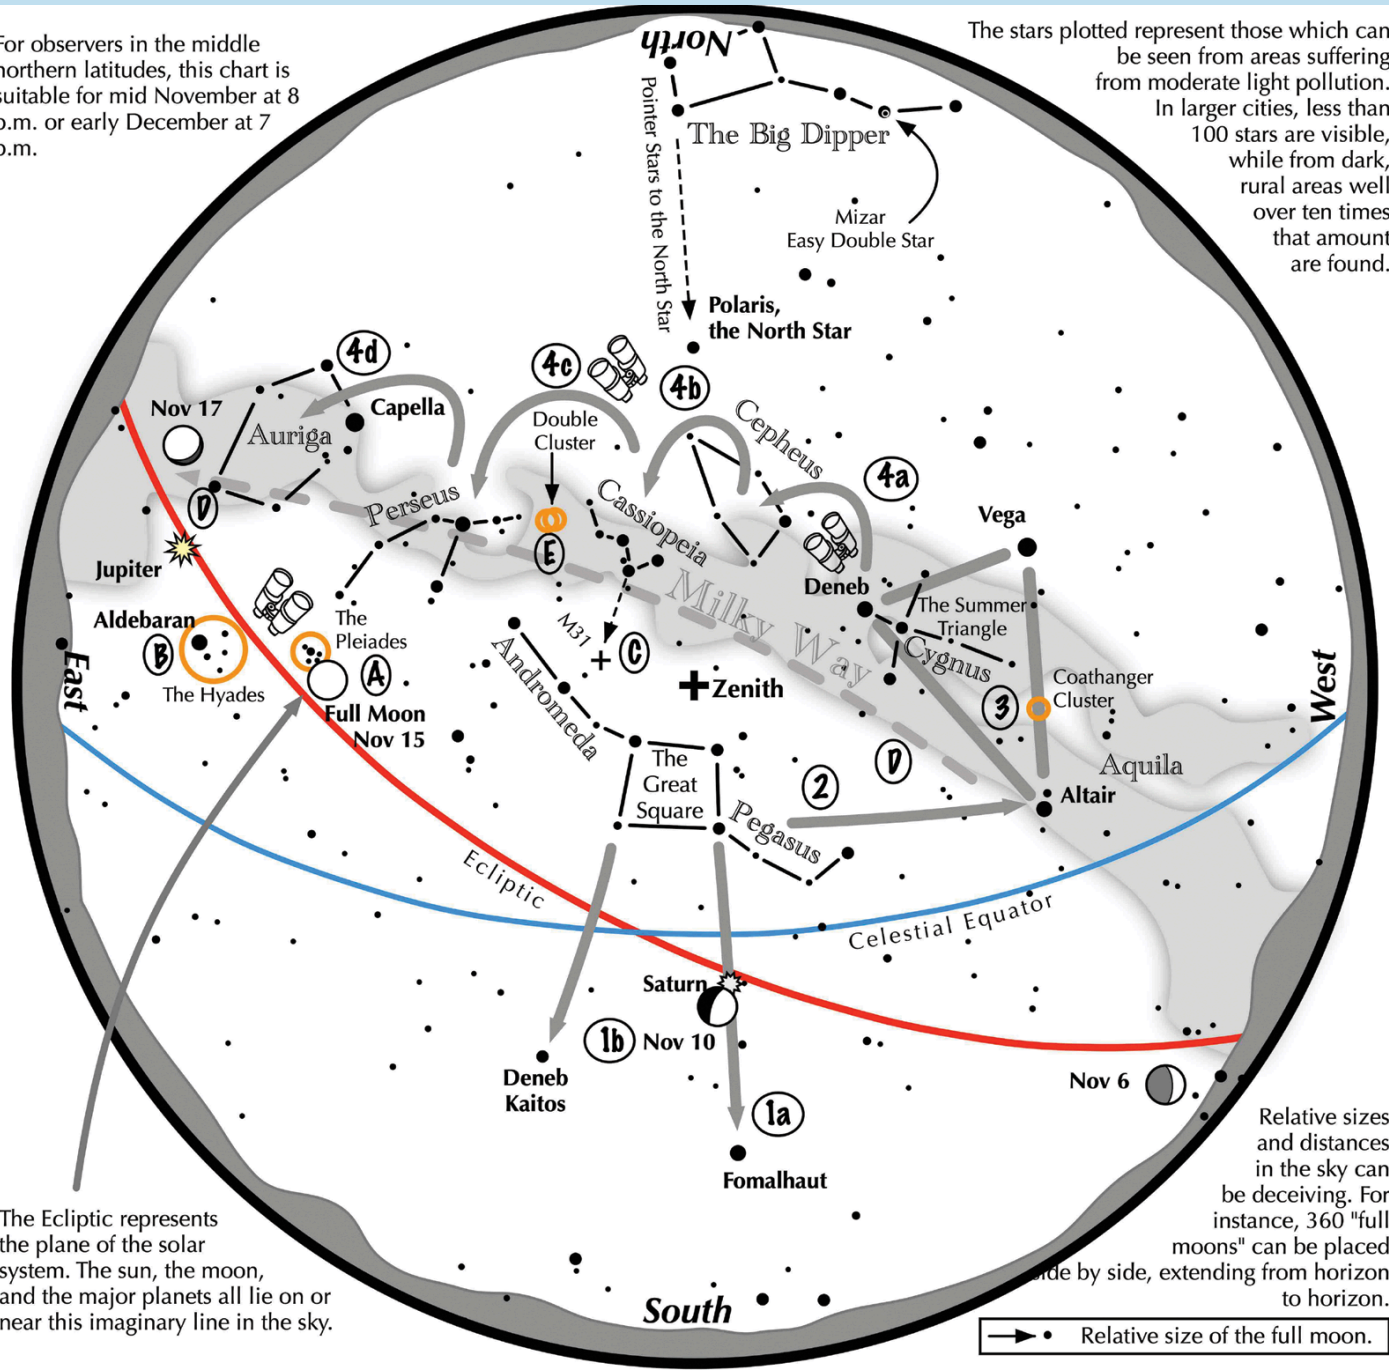 For observers in the middle
northern latitudes, this chart is
suitable for mid November at 8
p.m. or early December at 7
p.m.
The stars plotted represent those which can
be seen from areas suffering
from moderate light pollution.
In larger cities, less than
100 stars are visible,
while from dark,
rural areas well
over ten times
that amount
are found.
North
Pointer Stars to the North Star
The Big Dipper
Mizar
Easy Double Star
Polaris,
the North Star
4d
4c
4b
4a
Nov 17
Capella
Auriga
Double
Cluster
Cepheus
Perseus
Cassiopeia
D
E
Vega
Jupiter
Deneb
Milky Way
The Summer
Triangle
Cygnus
Aldebaran
B
The Hyades
The
Pleiades
A
M31
C
Andromeda
Zenith
3
Coathanger
Cluster
East
West
Full Moon
Nov 15
The
Great
Square
2
D
Aquila
Altair
Pegasus
Ecliptic
Celestial Equator
Saturn
1b
Nov 10
Deneb
Kaitos
Nov 6
1a
Fomalhaut
The Ecliptic represents
the plane of the solar
system. The sun, the moon,
and the major planets all lie on or
near this imaginary line in the sky.
South
Relative sizes
and distances
in the sky can
be deceiving. For
instance, 360 "full
moons" can be placed
side by side, extending from horizon
to horizon.
Relative size of the full moon.